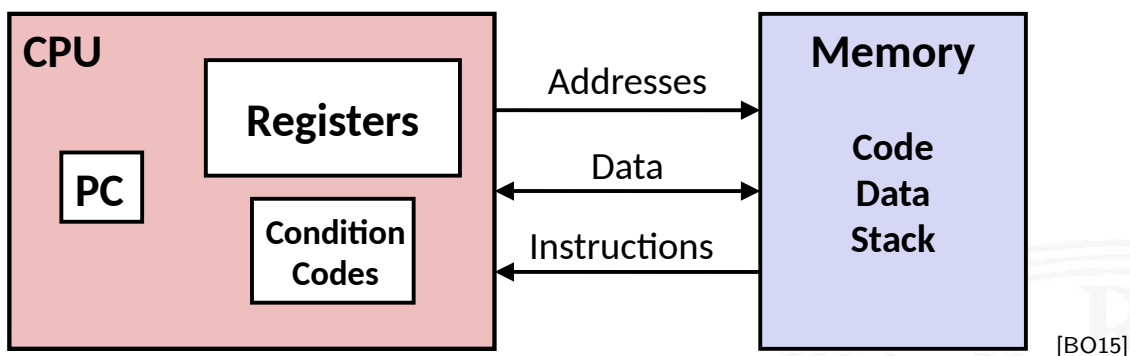 CPU
Registers
PC
Condition
Codes
Addresses
Data
Instructions
Memory
Code
Data
Stack
[BO15]